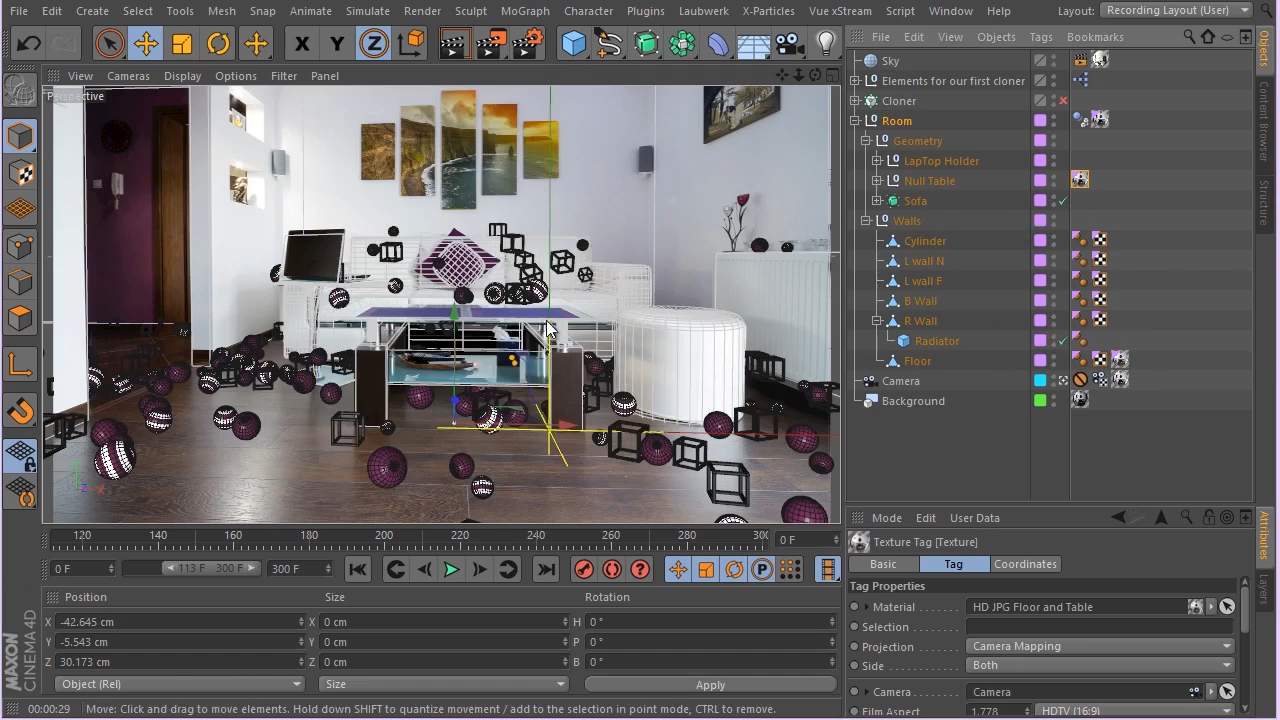 File Edit Create Select Tools Mesh Snap Animate Simulate Render Sculpt MoGraph Character Plugins Laubwerk X-Particles Vue xStream Script Window Help Layout: Recording Layout (User)
X Y Z
File Edit View Objects Tags Bookmarks
View Cameras Display Options Filter Panel
Perspective
Sky
Elements for our first cloner
Cloner
Room
Geometry
LapTop Holder
Null Table
Sofa
Walls
Cylinder
L wall N
L wall F
B Wall
R Wall
Radiator
Floor
Camera
Background
Objects
Content Browser
Structure
Mode Edit User Data
Texture Tag [Texture]
Basic Tag Coordinates
Tag Properties
Material HD JPG Floor and Table
Selection
Projection Camera Mapping
Side Both
Camera Camera
Film Aspect 1.778 HDTV (16:9)
Attributes
Layers
120 140 160 180 200 220 240 260 280 300 0 F
0 F 113 F 300 F 300 F
P
Position Size Rotation
X -42.645 cm X 0 cm H 0 °
Y -5.543 cm Y 0 cm P 0 °
Z 30.173 cm Z 0 cm B 0 °
Object (Rel) Size Apply
MAXON
CINEMA 4D
00:00:29 Move: Click and drag to move elements. Hold down SHIFT to quantize movement / add to the selection in point mode, CTRL to remove.